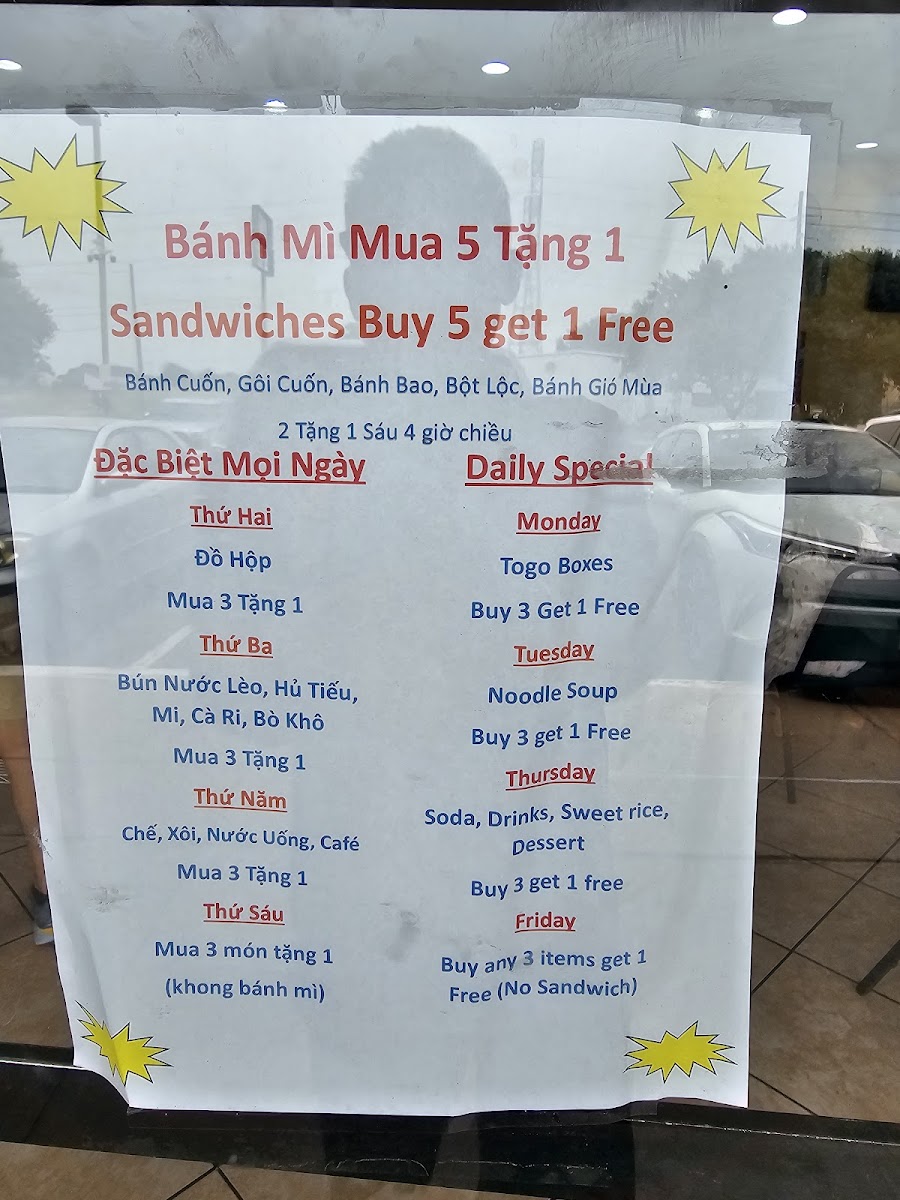 Bánh Mì Mua 5 Tặng 1
Sandwiches Buy 5 get 1 Free
Bánh Cuốn, Gôi Cuốn, Bánh Bao, Bột Lộc, Bánh Gió Mùa
2 Tặng 1 Sáu 4 giờ chiều
Đặc Biệt Mọi Ngày
Thứ Hai
Đồ Hộp
Mua 3 Tặng 1
Thứ Ba
Bún Nước Lèo, Hủ Tiếu,
Mi, Cà Ri, Bò Khô
Mua 3 Tặng 1
Thứ Năm
Chế, Xôi, Nước Uống, Café
Mua 3 Tặng 1
Thứ Sáu
Mua 3 món tặng 1
(khong bánh mì)
Daily Special
Monday
Togo Boxes
Buy 3 Get 1 Free
Tuesday
Noodle Soup
Buy 3 get 1 Free
Thursday
Soda, Drinks, Sweet rice,
Dessert
Buy 3 get 1 free
Friday
Buy any 3 items get 1
Free (No Sandwich)